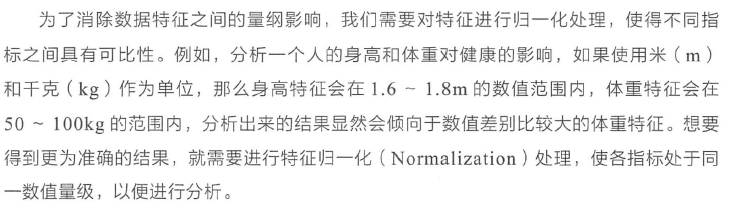 为了消除数据特征之间的量纲影响，我们需要对特征进行归一化处理，使得不同指
标之间具有可比性。例如，分析一个人的身高和体重对健康的影响，如果使用米（m）
和千克（kg）作为单位，那么身高特征会在 1.6 ~ 1.8m 的数值范围内，体重特征会在
50 ~ 100kg 的范围内，分析出来的结果显然会倾向于数值差别比较大的体重特征。想要
得到更为准确的结果，就需要进行特征归一化（Normalization）处理，使各指标处于同
一数值量级，以便进行分析。